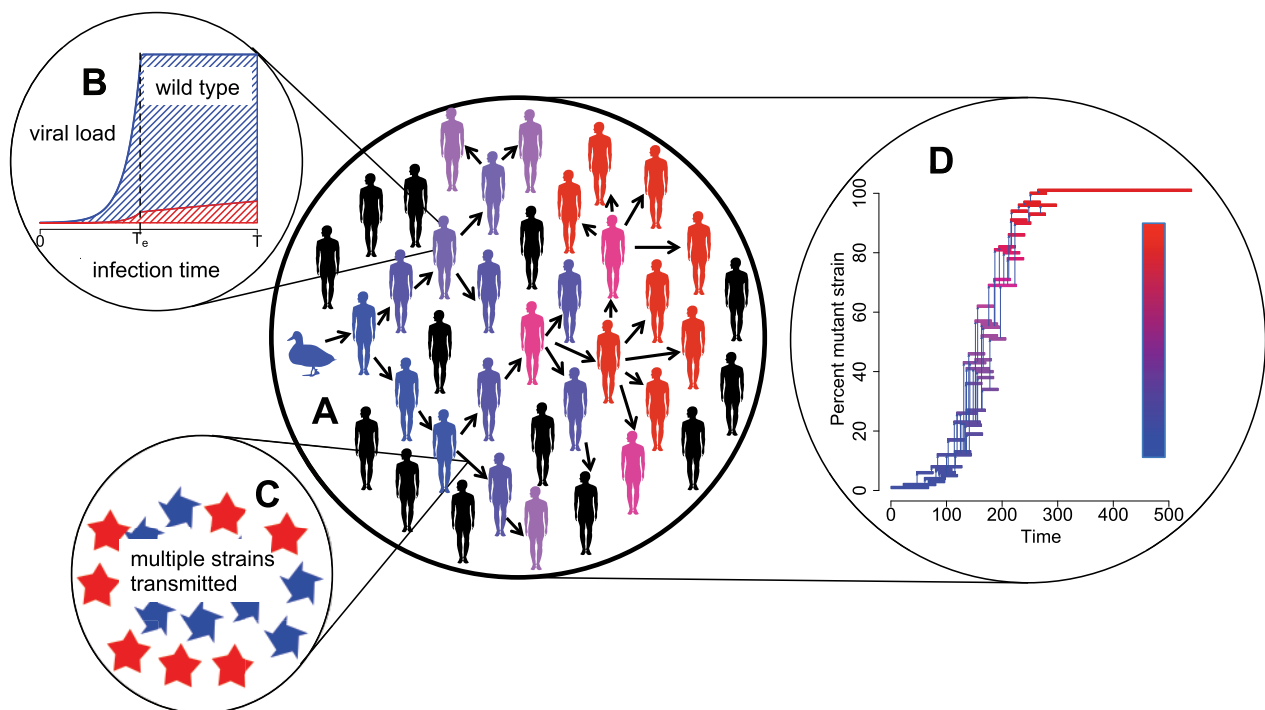 B
wild type
viral load
0
Te
T
infection time
A
C
multiple strains
transmitted
D
Percent mutant strain
100
80
60
40
20
0
0 100 200 300 400 500
Time